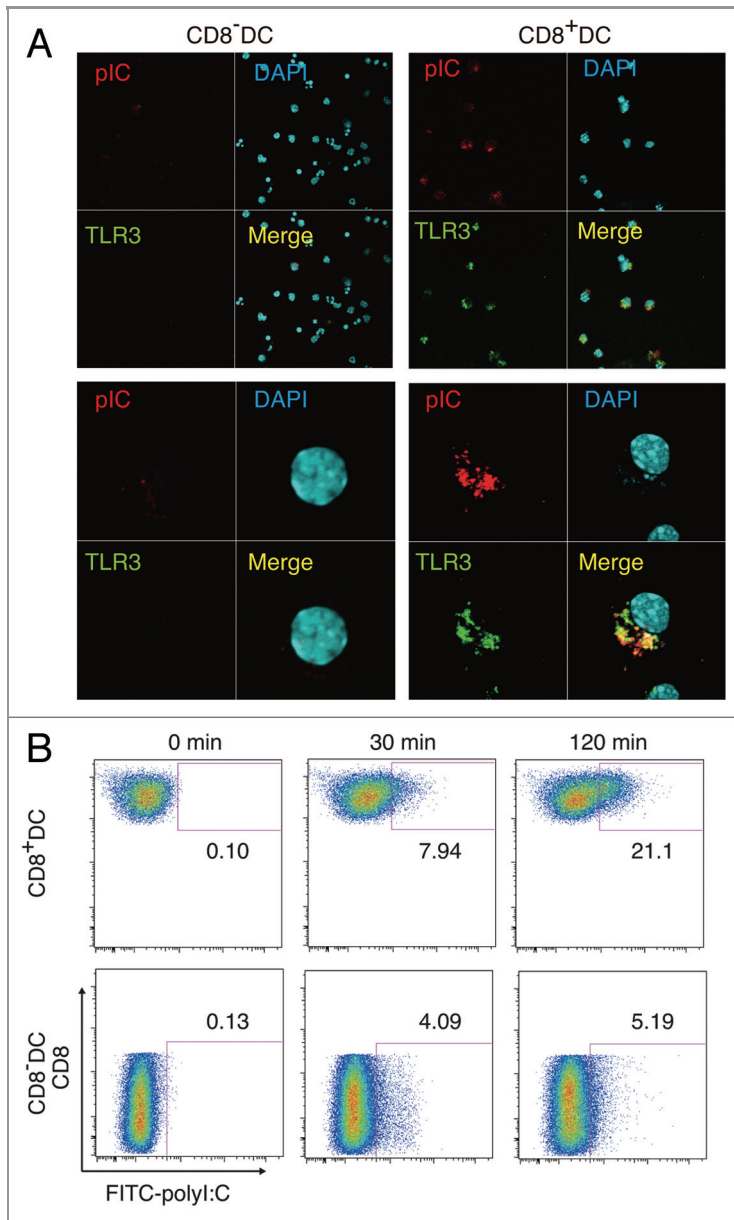 A
CD8⁻DC CD8⁺DC
pIC DAPI pIC DAPI
TLR3 Merge TLR3 Merge
pIC DAPI pIC DAPI
TLR3 Merge TLR3 Merge
B
0 min 30 min 120 min
CD8⁺DC
0.10 7.94 21.1
CD8⁻DC
CD8
0.13 4.09 5.19
FITC-polyI:C